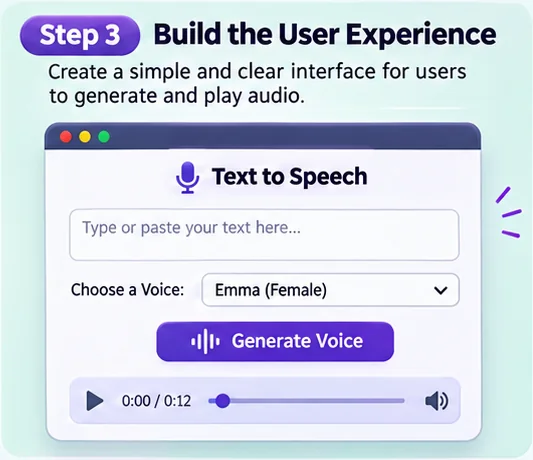 Step 3 Build the User Experience
Create a simple and clear interface for users
to generate and play audio.
Text to Speech
Type or paste your text here...
Choose a Voice: Emma (Female)
Generate Voice
0:00 / 0:12